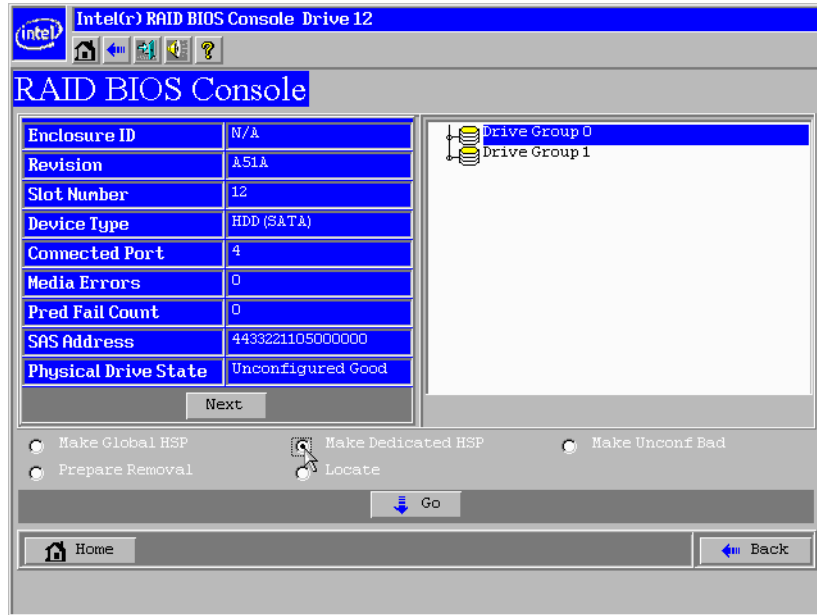 intel
Intel(r) RAID BIOS Console Drive 12
RAID BIOS Console
Enclosure ID N/A
Revision A51A
Slot Number 12
Device Type HDD(SATA)
Connected Port 4
Media Errors 0
Pred Fail Count 0
SAS Address 4433221105000000
Physical Drive State Unconfigured Good
Next
Drive Group 0
Drive Group 1
Make Global HSP Make Dedicated HSP Make Unconf Bad
Prepare Removal Locate
Go
Home Back